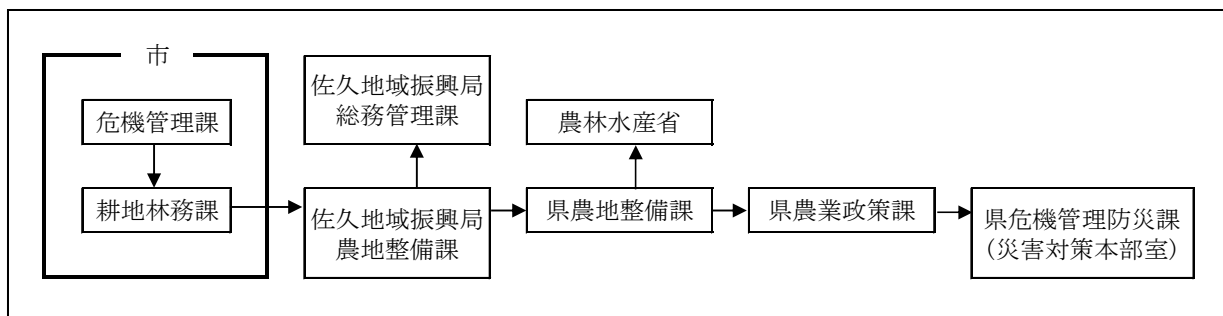 市
危機管理課
耕地林務課
佐久地域振興局
総務管理課
佐久地域振興局
農地整備課
農林水産省
県農地整備課
県農業政策課
県危機管理防災課
(災害対策本部室)